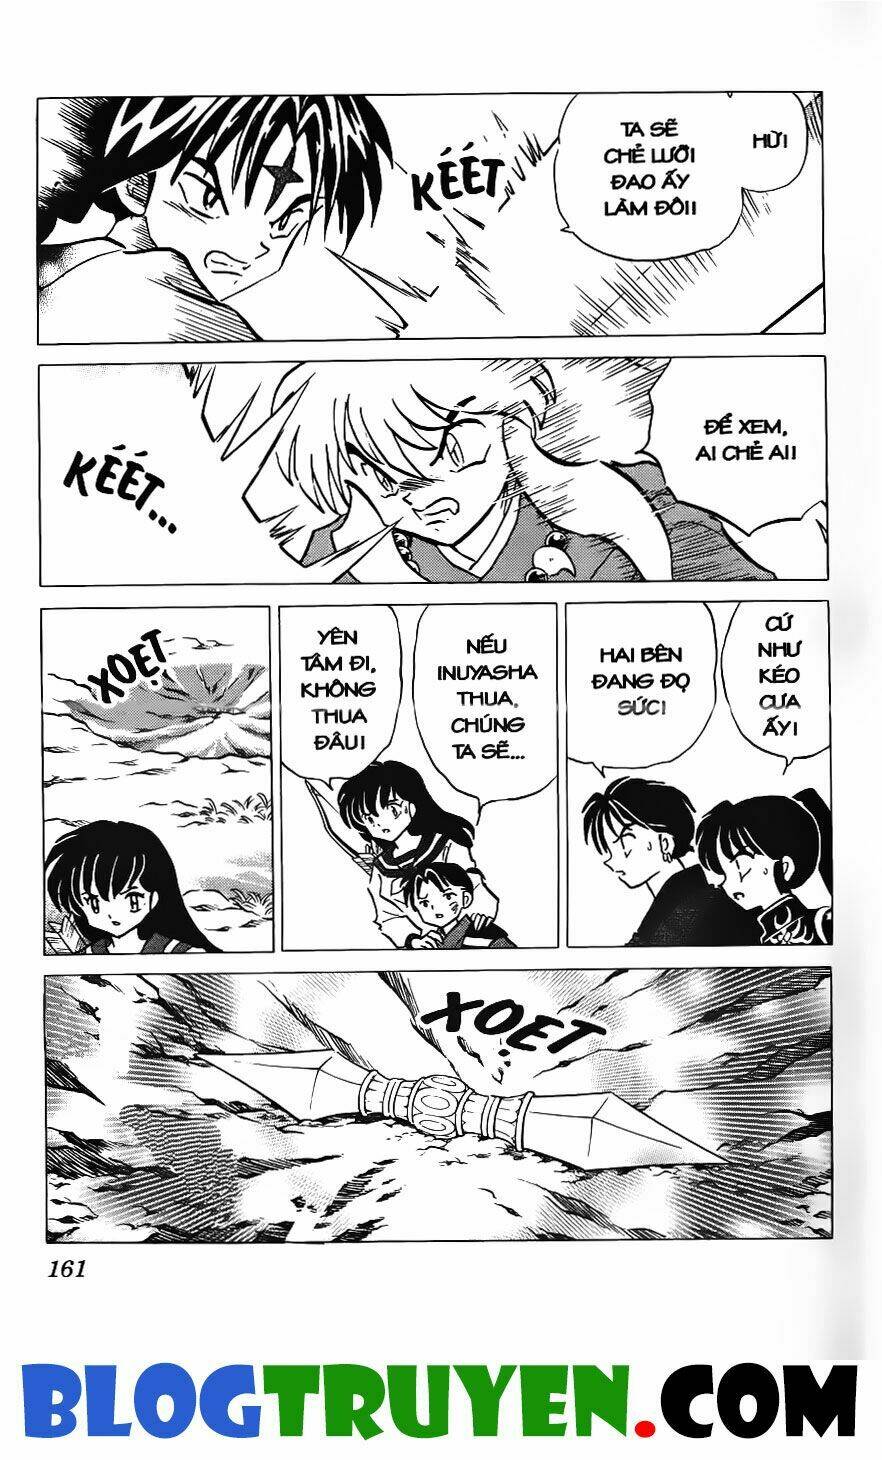 HỪ!
TA SẼ
CHẺ LƯỠI
ĐAO ẤY
LÀM ĐÔI!
KÉÉT
ĐỂ XEM,
AI CHẺ AI!
KÉÉT...
CỨ
NHƯ
KÉO
CƯA
ẤY!
HAI BÊN
ĐANG ĐỌ
SỨC!
NẾU
INUYASHA
THUA,
CHÚNG
TA SẼ...
YÊN
TÂM ĐI,
KHÔNG
THUA
ĐÂU!
XOẸT
XOẸT
161
BLOGTRUYEN.COM